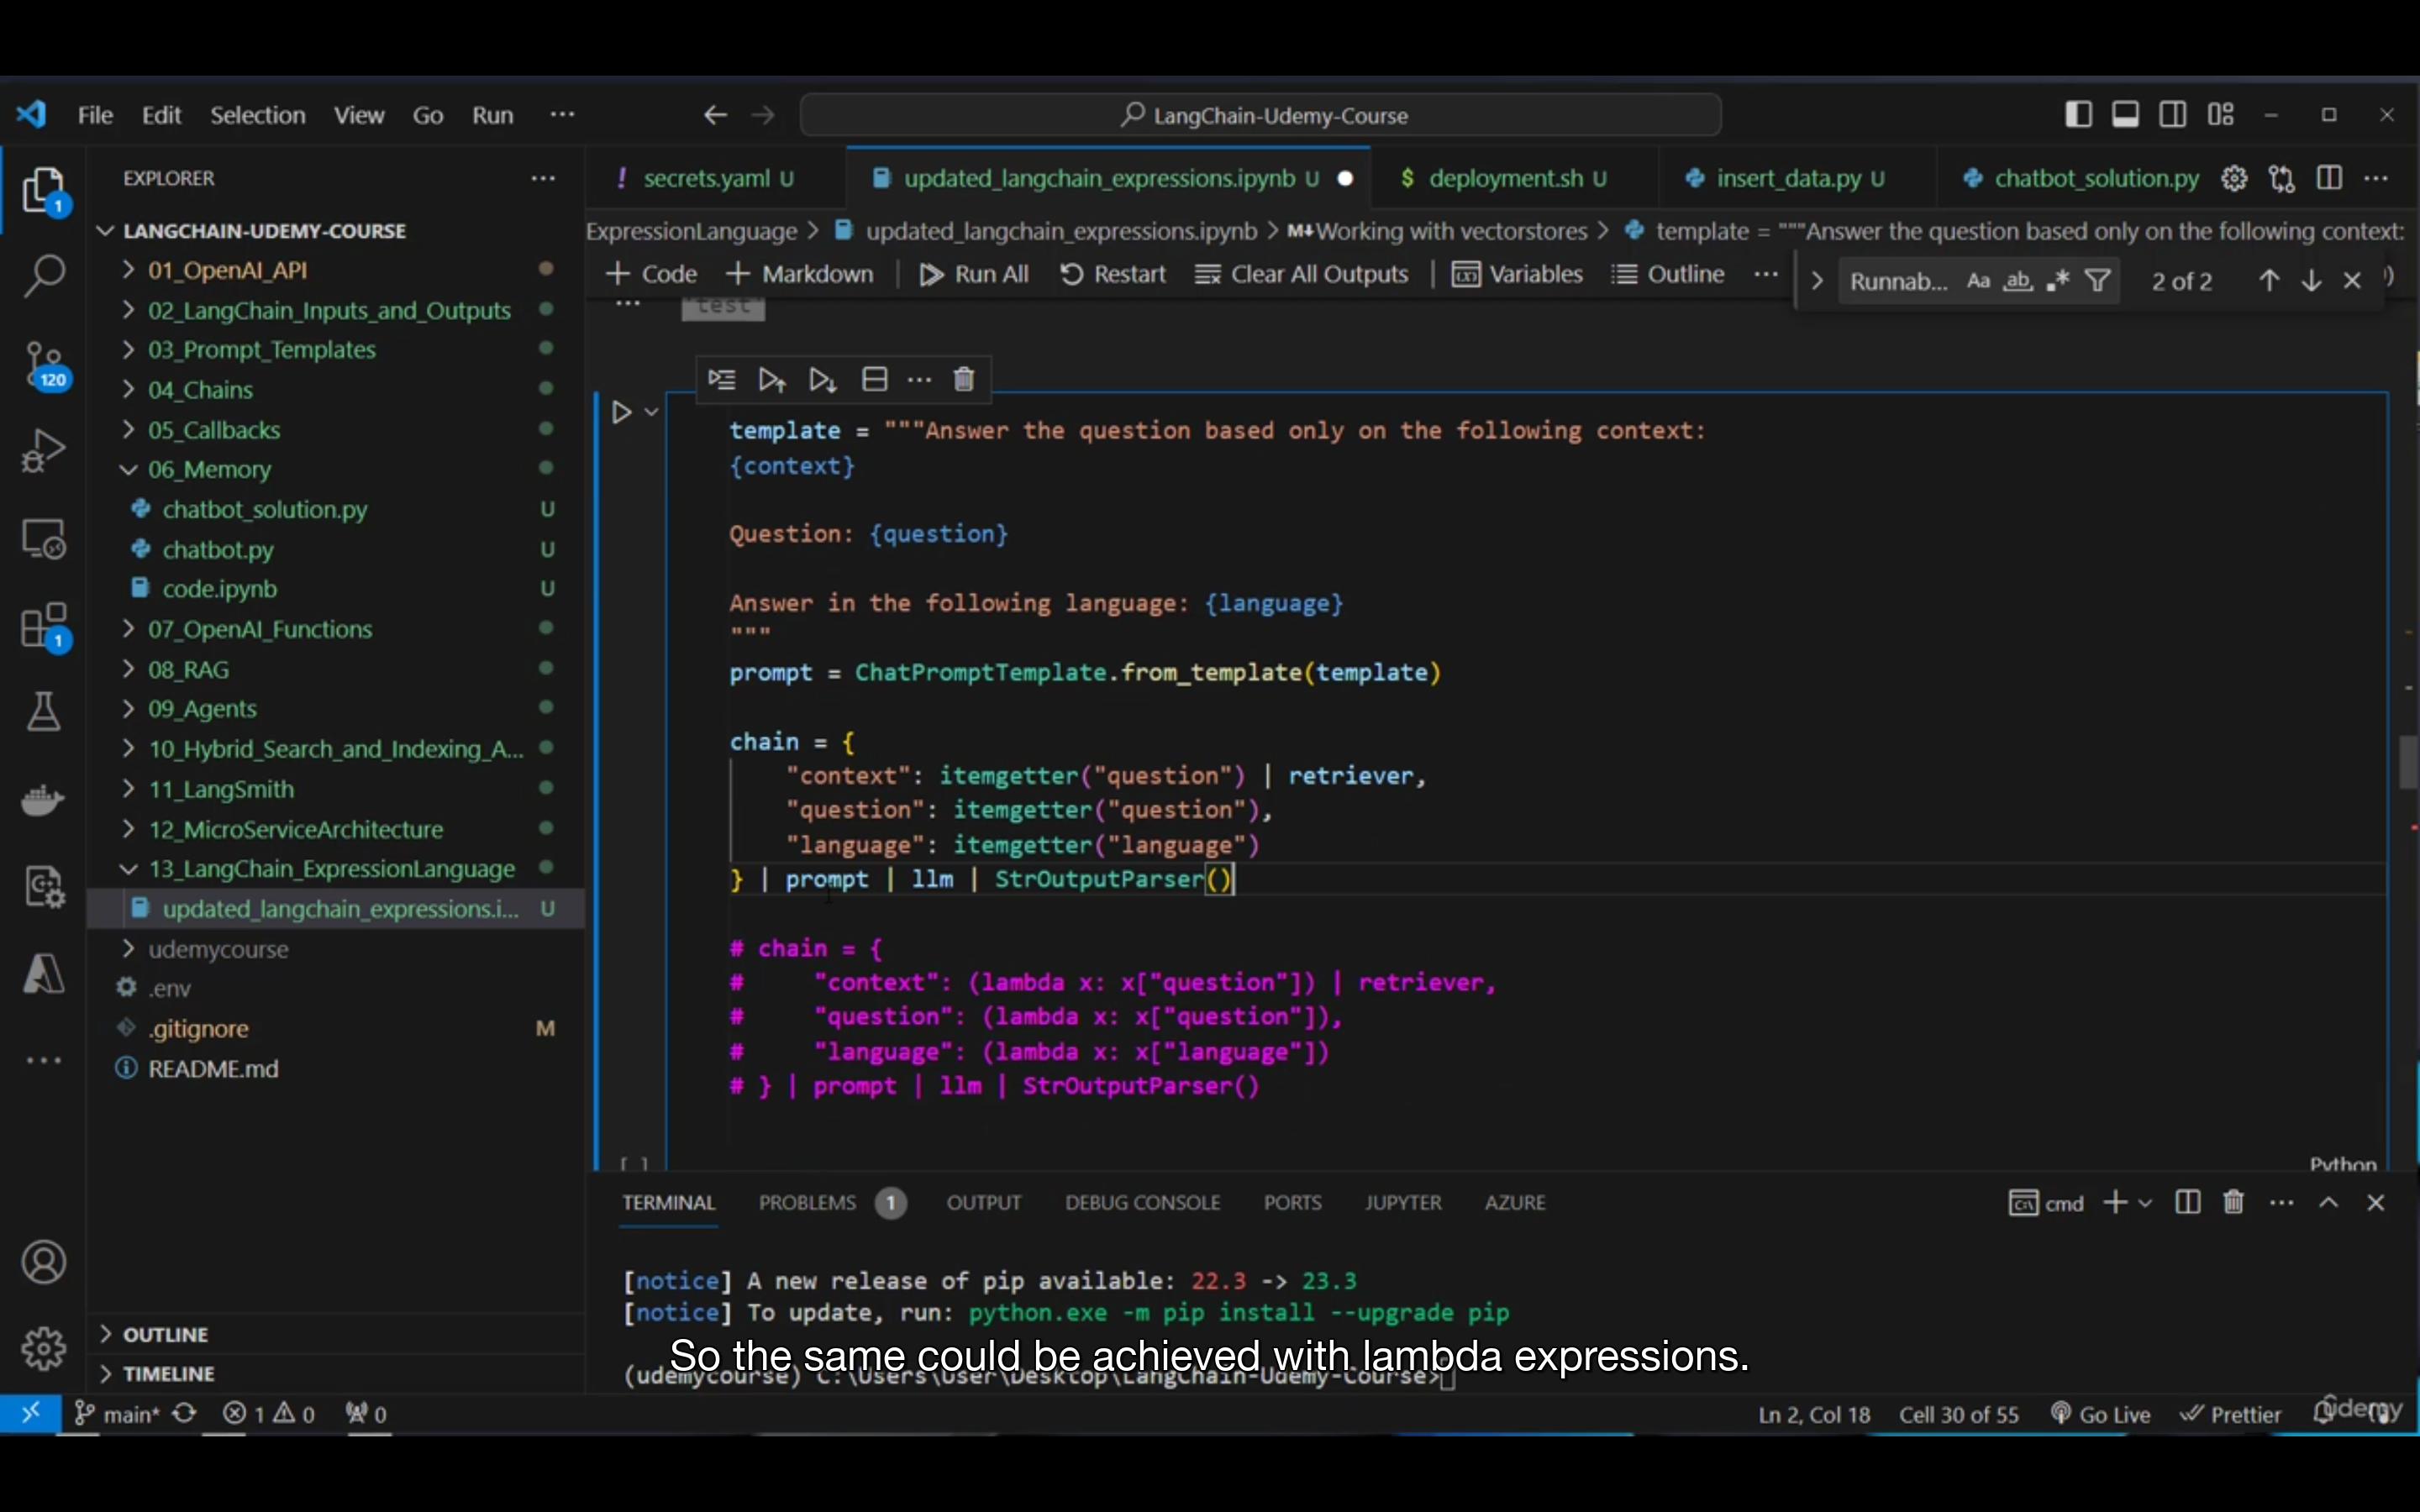 File Edit Selection View Go Run ··· LangChain-Udemy-Course
EXPLORER ···
LANGCHAIN-UDEMY-COURSE
01_OpenAI_API
02_LangChain_Inputs_and_Outputs
03_Prompt_Templates
04_Chains
05_Callbacks
06_Memory
chatbot_solution.py U
chatbot.py U
code.ipynb U
07_OpenAI_Functions
08_RAG
09_Agents
10_Hybrid_Search_and_Indexing_A...
11_LangSmith
12_MicroServiceArchitecture
13_LangChain_ExpressionLanguage
updated_langchain_expressions.i... U
udemycourse
.env
.gitignore M
README.md
OUTLINE
TIMELINE
1
120
1
! secrets.yaml U updated_langchain_expressions.ipynb U $ deployment.sh U insert_data.py U chatbot_solution.py ···
ExpressionLanguage > updated_langchain_expressions.ipynb > M↓Working with vectorstores > template = """Answer the question based only on the following context:
+ Code + Markdown Run All Restart Clear All Outputs Variables Outline ··· Runnab... Aa ab 2 of 2
··· 'test'
template = """Answer the question based only on the following context:
{context}
Question: {question}
Answer in the following language: {language}
"""
prompt = ChatPromptTemplate.from_template(template)
chain = {
"context": itemgetter("question") | retriever,
"question": itemgetter("question"),
"language": itemgetter("language")
} | prompt | llm | StrOutputParser()
# chain = {
# "context": (lambda x: x["question"]) | retriever,
# "question": (lambda x: x["question"]),
# "language": (lambda x: x["language"])
# } | prompt | llm | StrOutputParser()
[ ] Python
TERMINAL PROBLEMS 1 OUTPUT DEBUG CONSOLE PORTS JUPYTER AZURE cmd
[notice] A new release of pip available: 22.3 -> 23.3
[notice] To update, run: python.exe -m pip install --upgrade pip
So the same could be achieved with lambda expressions.
(udemycourse) C:\Users\User\Desktop\LangChain-Udemy-Course>
main* 1 0 0 Ln 2, Col 18 Cell 30 of 55 Go Live Prettier
udemy